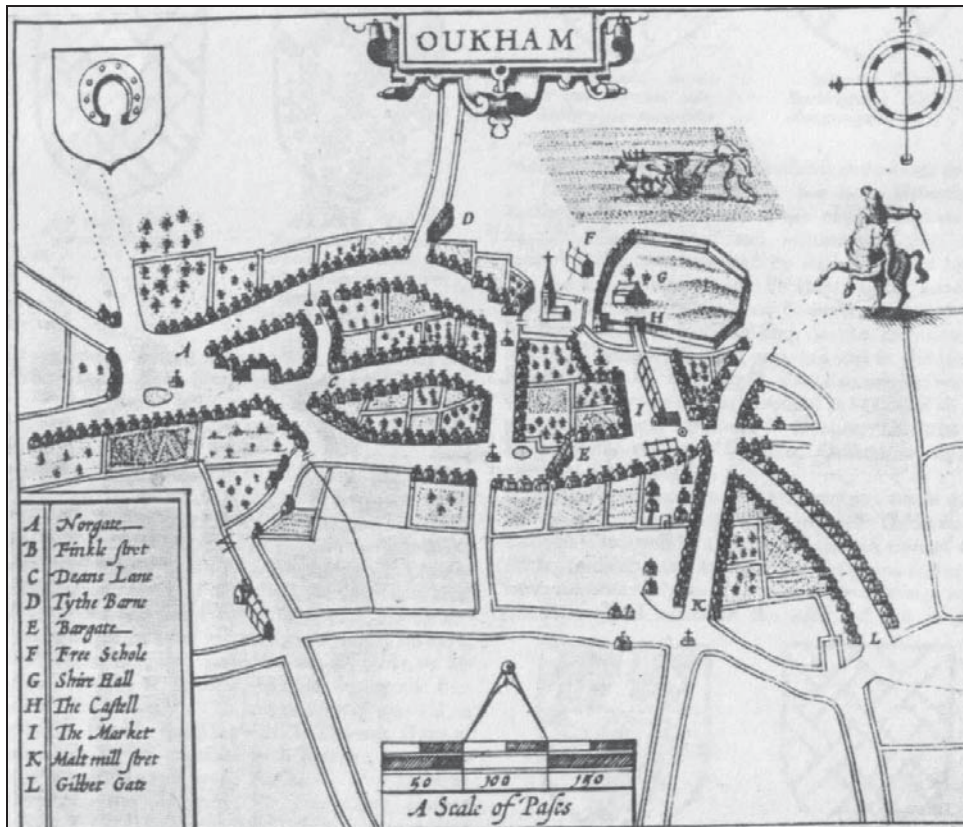 OUKHAM
B
D
F
G
H
B
A
C
I
E
K
L
A Norgate
B Finkle stret
C Deans Lane
D Tythe Barne
E Bargate
F Free Schole
G Shire Hall
H The Caſtell
I The Market
K Malt mill ſtret
L Gilber Gate
50 100 150
A Scale of Paſes